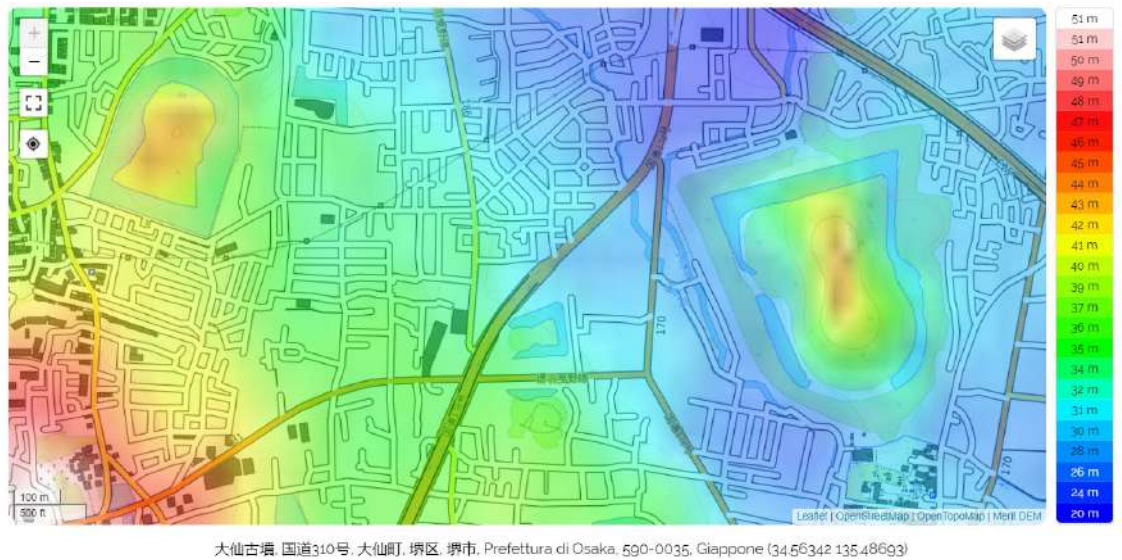 51 m
51 m
50 m
49 m
48 m
47 m
46 m
45 m
44 m
43 m
42 m
41 m
40 m
39 m
37 m
36 m
35 m
34 m
32 m
31 m
30 m
28 m
26 m
24 m
20 m
170
170
100 m
500 ft
Leaflet | OpenStreetMap | OpenTopoMap | Merit DEM
大仙古墳, 国道310号, 大仙町, 堺区, 堺市, Prefettura di Osaka, 590-0035, Giappone (34.56342 135.48693)